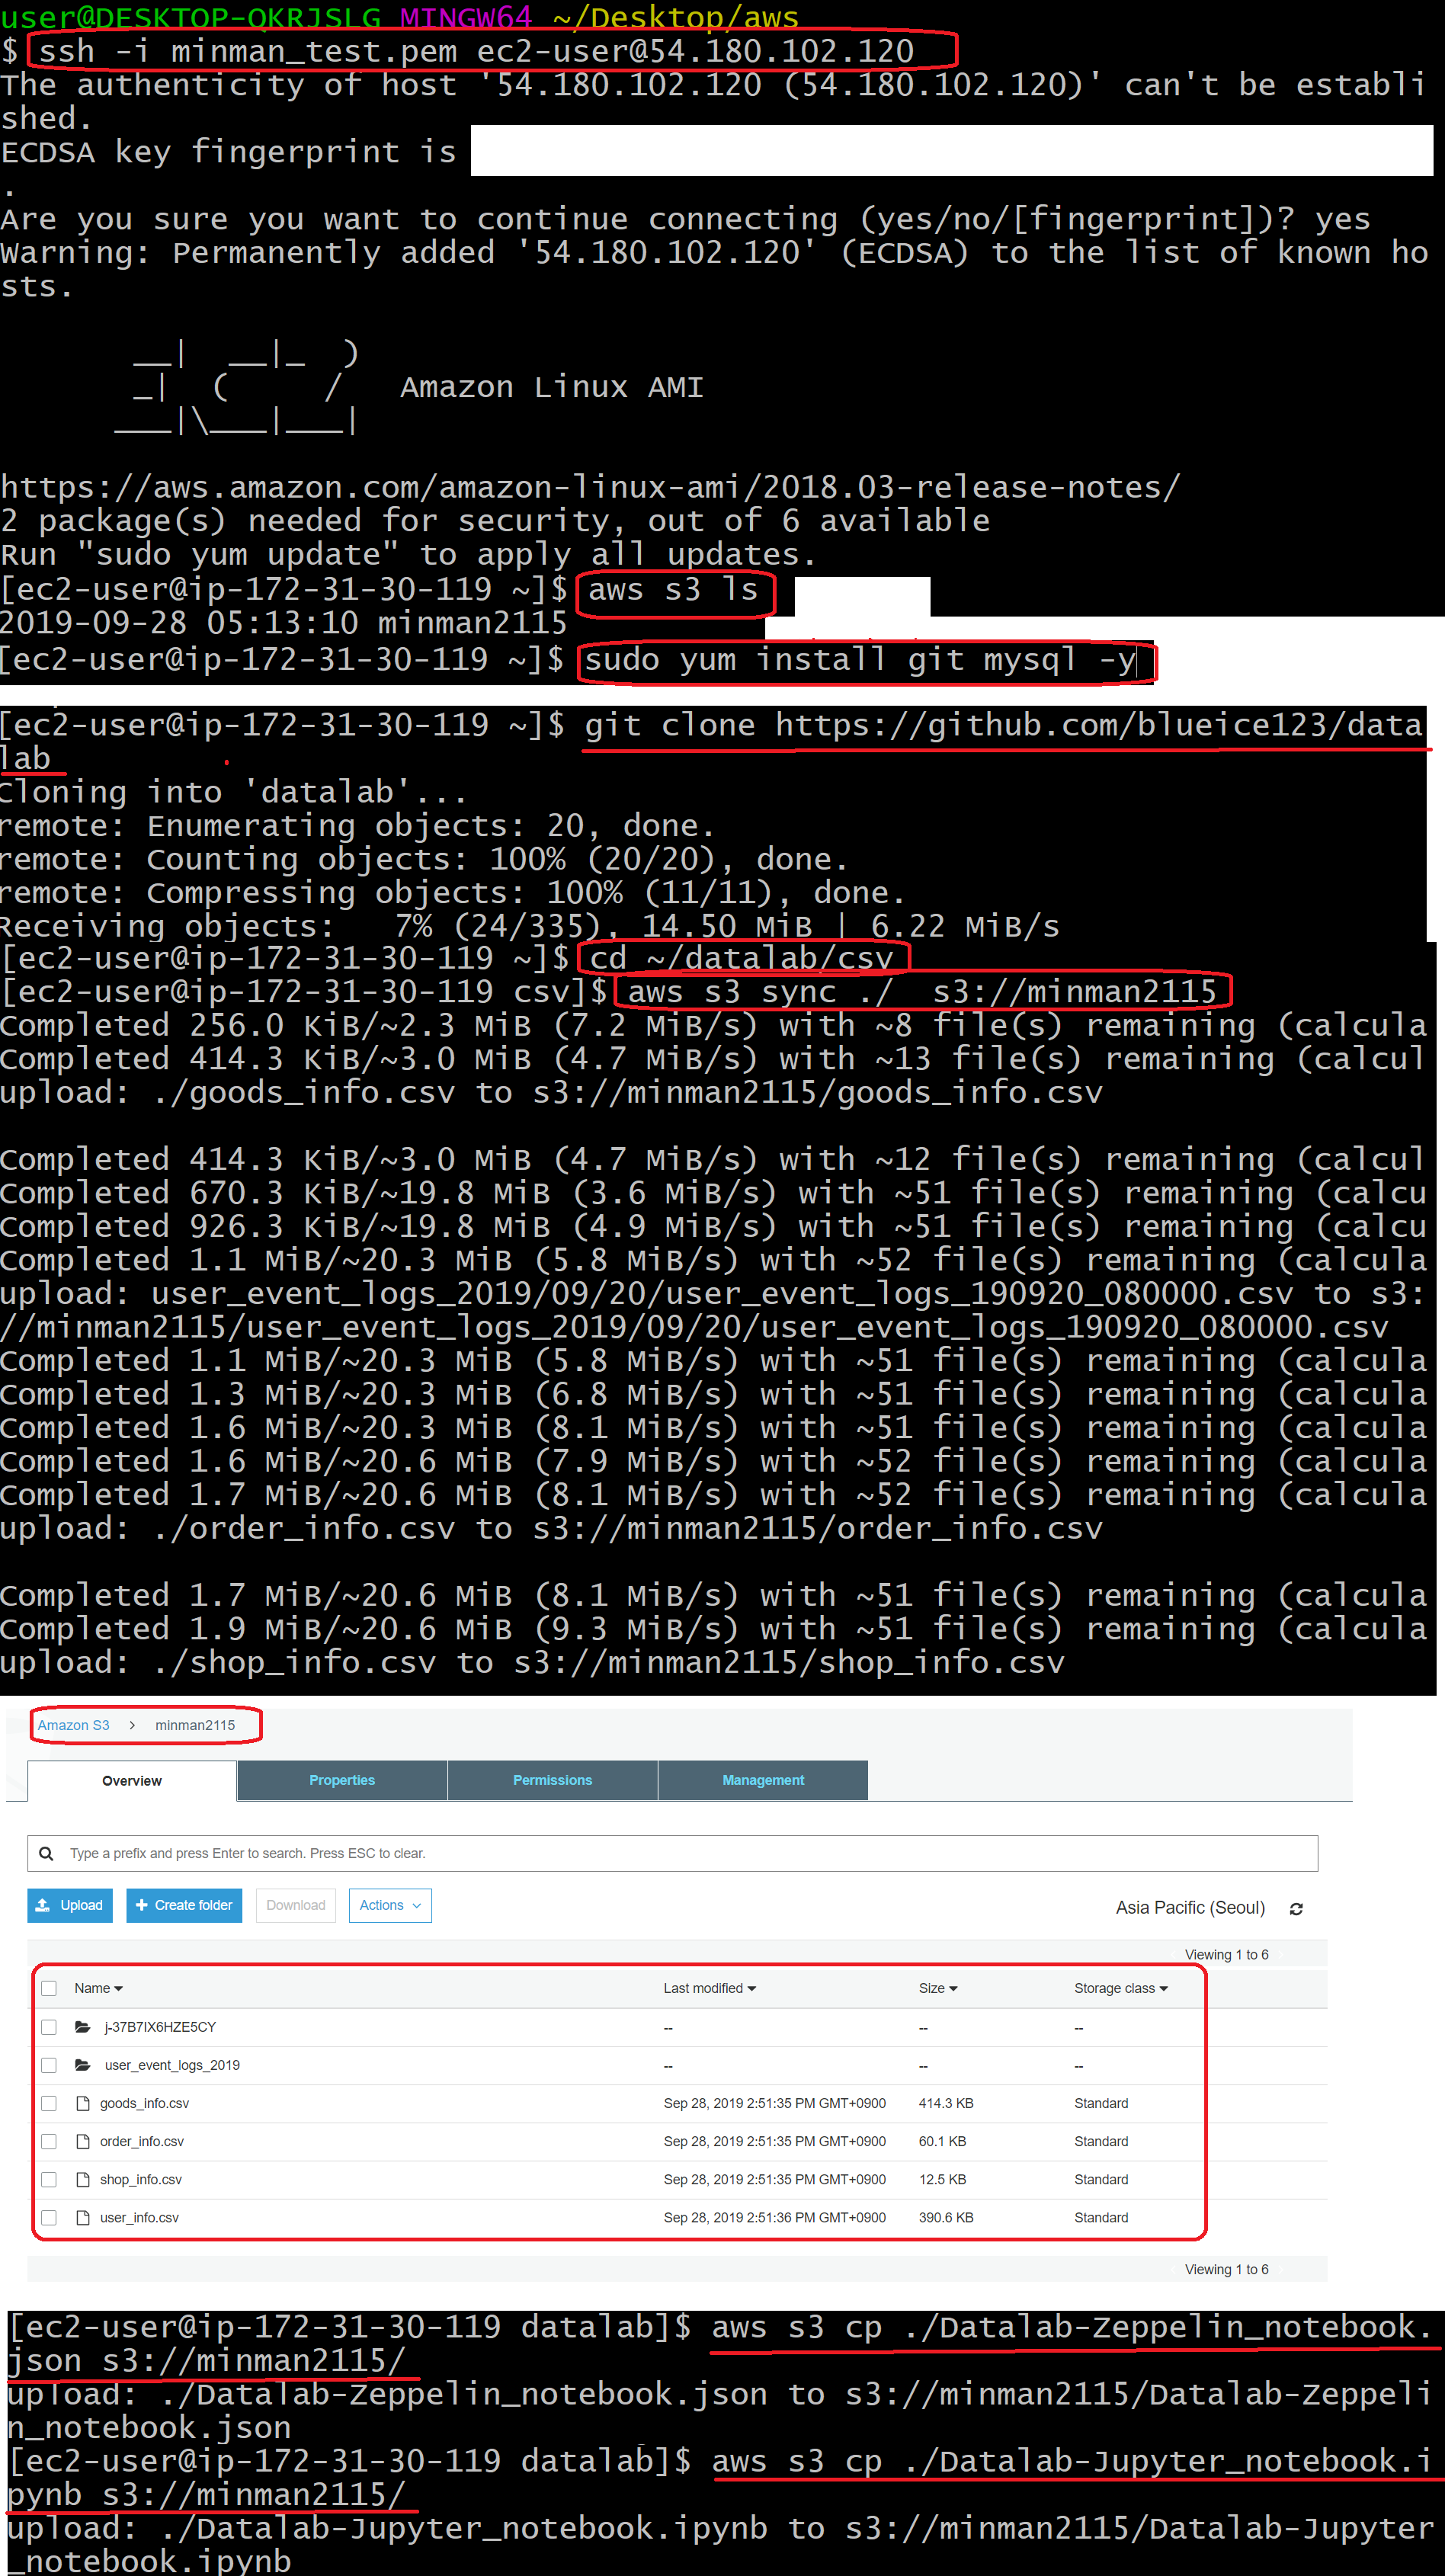 user@DESKTOP-QKRJSLG MINGW64 ~/Desktop/aws
$ ssh -i minman_test.pem ec2-user@54.180.102.120
The authenticity of host '54.180.102.120 (54.180.102.120)' can't be establi
shed.
ECDSA key fingerprint is
.
Are you sure you want to continue connecting (yes/no/[fingerprint])? yes
Warning: Permanently added '54.180.102.120' (ECDSA) to the list of known ho
sts.
__|  __|_  )
_|  (     /   Amazon Linux AMI
___|\___|___|
https://aws.amazon.com/amazon-linux-ami/2018.03-release-notes/
2 package(s) needed for security, out of 6 available
Run "sudo yum update" to apply all updates.
[ec2-user@ip-172-31-30-119 ~]$ aws s3 ls
2019-09-28 05:13:10 minman2115
[ec2-user@ip-172-31-30-119 ~]$ sudo yum install git mysql -y
[ec2-user@ip-172-31-30-119 ~]$ git clone https://github.com/blueice123/data
lab
Cloning into 'datalab'...
remote: Enumerating objects: 20, done.
remote: Counting objects: 100% (20/20), done.
remote: Compressing objects: 100% (11/11), done.
Receiving objects:   7% (24/335), 14.50 MiB | 6.22 MiB/s
[ec2-user@ip-172-31-30-119 ~]$ cd ~/datalab/csv
[ec2-user@ip-172-31-30-119 csv]$ aws s3 sync ./  s3://minman2115
Completed 256.0 KiB/~2.3 MiB (7.2 MiB/s) with ~8 file(s) remaining (calcula
Completed 414.3 KiB/~3.0 MiB (4.7 MiB/s) with ~13 file(s) remaining (calcul
upload: ./goods_info.csv to s3://minman2115/goods_info.csv
Completed 414.3 KiB/~3.0 MiB (4.7 MiB/s) with ~12 file(s) remaining (calcul
Completed 670.3 KiB/~19.8 MiB (3.6 MiB/s) with ~51 file(s) remaining (calcu
Completed 926.3 KiB/~19.8 MiB (4.9 MiB/s) with ~51 file(s) remaining (calcu
Completed 1.1 MiB/~20.3 MiB (5.8 MiB/s) with ~52 file(s) remaining (calcula
upload: user_event_logs_2019/09/20/user_event_logs_190920_080000.csv to s3:
//minman2115/user_event_logs_2019/09/20/user_event_logs_190920_080000.csv
Completed 1.1 MiB/~20.3 MiB (5.8 MiB/s) with ~51 file(s) remaining (calcula
Completed 1.3 MiB/~20.3 MiB (6.8 MiB/s) with ~51 file(s) remaining (calcula
Completed 1.6 MiB/~20.3 MiB (8.1 MiB/s) with ~51 file(s) remaining (calcula
Completed 1.6 MiB/~20.6 MiB (7.9 MiB/s) with ~52 file(s) remaining (calcula
Completed 1.7 MiB/~20.6 MiB (8.1 MiB/s) with ~52 file(s) remaining (calcula
upload: ./order_info.csv to s3://minman2115/order_info.csv
Completed 1.7 MiB/~20.6 MiB (8.1 MiB/s) with ~51 file(s) remaining (calcula
Completed 1.9 MiB/~20.6 MiB (9.3 MiB/s) with ~51 file(s) remaining (calcula
upload: ./shop_info.csv to s3://minman2115/shop_info.csv
Amazon S3 > minman2115
Overview Properties Permissions Management
Type a prefix and press Enter to search. Press ESC to clear.
Upload + Create folder Download Actions Asia Pacific (Seoul)
Viewing 1 to 6
Name Last modified Size Storage class
j-37B7IX6HZE5CY -- -- --
user_event_logs_2019 -- -- --
goods_info.csv Sep 28, 2019 2:51:35 PM GMT+0900 414.3 KB Standard
order_info.csv Sep 28, 2019 2:51:35 PM GMT+0900 60.1 KB Standard
shop_info.csv Sep 28, 2019 2:51:35 PM GMT+0900 12.5 KB Standard
user_info.csv Sep 28, 2019 2:51:36 PM GMT+0900 390.6 KB Standard
Viewing 1 to 6
[ec2-user@ip-172-31-30-119 datalab]$ aws s3 cp ./Datalab-Zeppelin_notebook.
json s3://minman2115/
upload: ./Datalab-Zeppelin_notebook.json to s3://minman2115/Datalab-Zeppeli
n_notebook.json
[ec2-user@ip-172-31-30-119 datalab]$ aws s3 cp ./Datalab-Jupyter_notebook.i
pynb s3://minman2115/
upload: ./Datalab-Jupyter_notebook.ipynb to s3://minman2115/Datalab-Jupyter
_notebook.ipynb